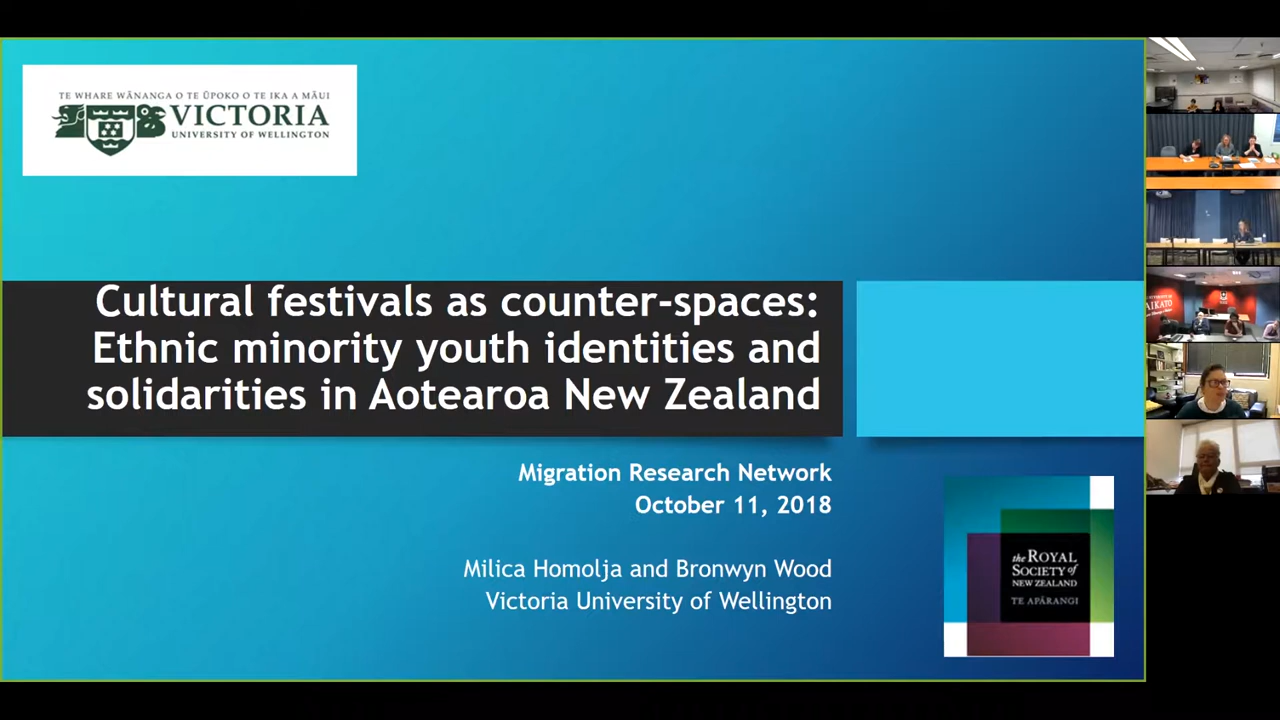 TE WHARE WĀNANGA O TE ŪPOKO O TE IKA A MĀUI
VICTORIA
UNIVERSITY OF WELLINGTON
Cultural festivals as counter-spaces:
Ethnic minority youth identities and
solidarities in Aotearoa New Zealand
Migration Research Network
October 11, 2018
Milica Homolja and Bronwyn Wood
Victoria University of Wellington
the ROYAL
SOCIETY of
NEW ZEALAND
TE APĀRANGI